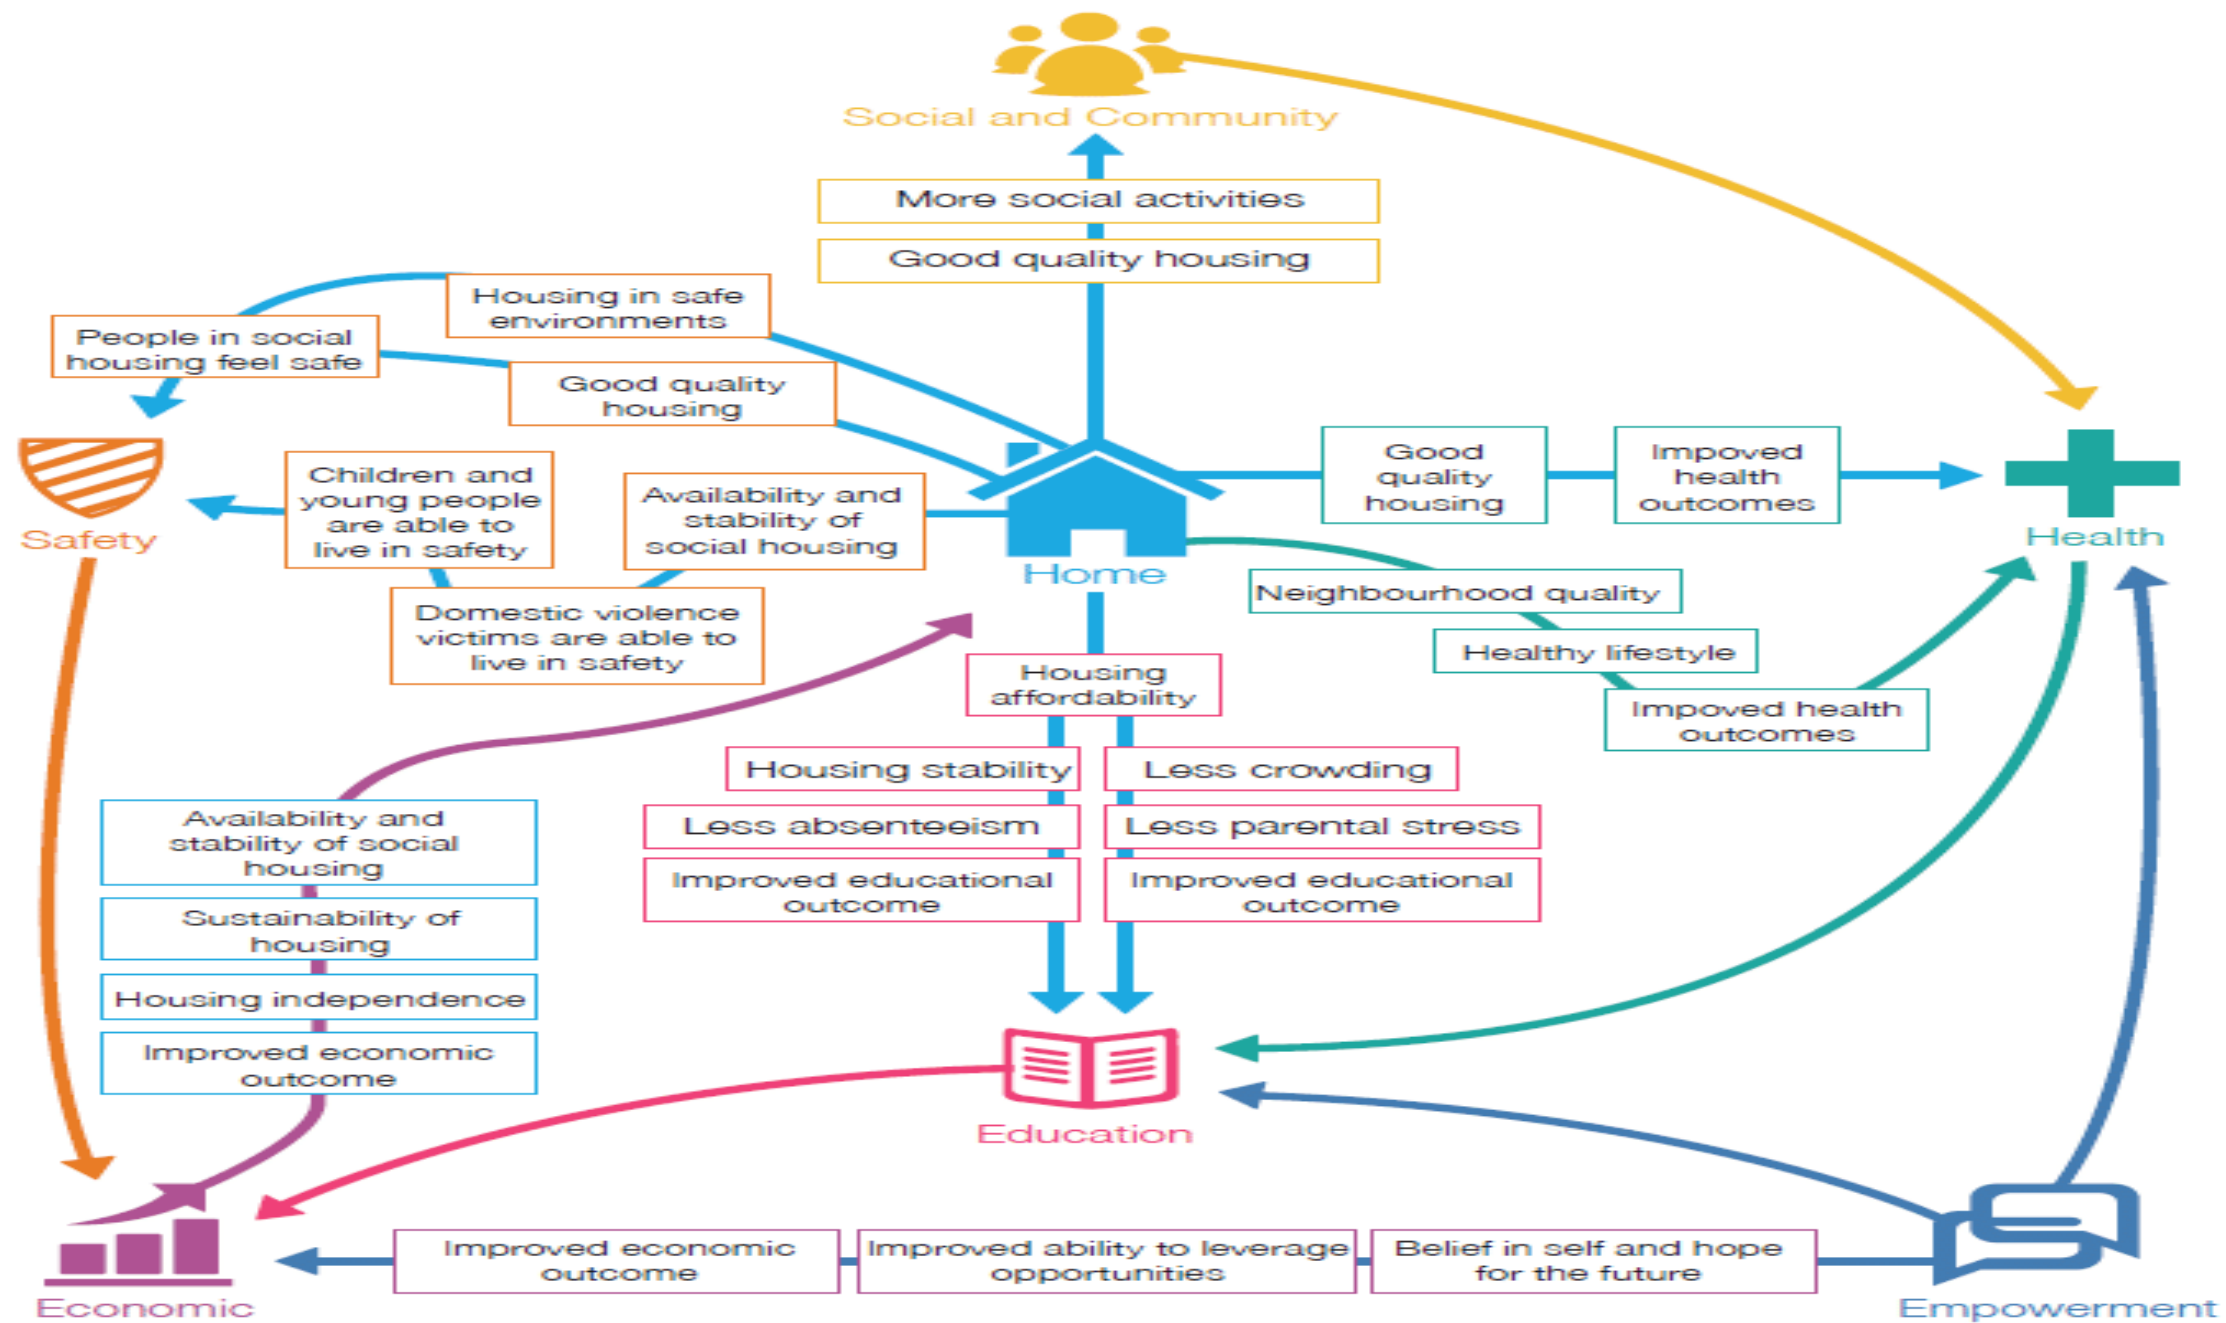 Social and Community
More social activities
Good quality housing
Housing in safe
environments
People in social
housing feel safe
Good quality
housing
Safety
Children and
young people
are able to
live in safety
Availability and
stability of
social housing
Domestic violence
victims are able to
live in safety
Home
Good
quality
housing
Impoved
health
outcomes
Health
Neighbourhood quality
Healthy lifestyle
Impoved health
outcomes
Housing
affordability
Housing stability
Less crowding
Less absenteeism
Less parental stress
Improved educational
outcome
Improved educational
outcome
Availability and
stability of social
housing
Sustainability of
housing
Housing independence
Improved economic
outcome
Education
Economic
Improved economic
outcome
Improved ability to leverage
opportunities
Belief in self and hope
for the future
Empowerment